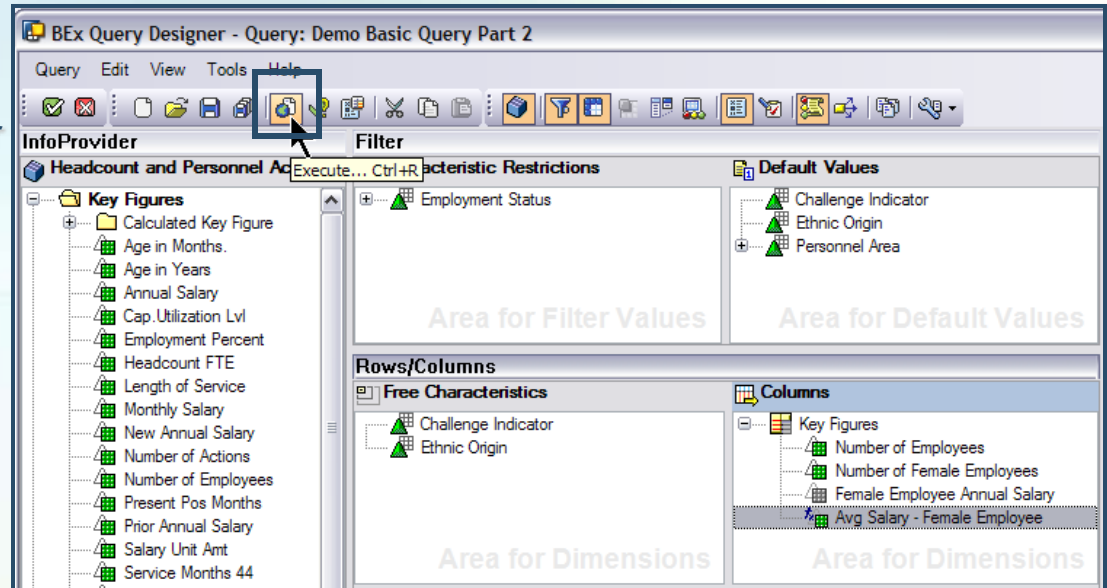 BEx Query Designer - Query: Demo Basic Query Part 2
Query Edit View Tools Help
InfoProvider
Filter
Headcount and Personnel Ac
Execute... Ctrl+R
acteristic Restrictions
Default Values
Key Figures
Calculated Key Figure
Age in Months.
Age in Years
Annual Salary
Cap.Utilization Lvl
Employment Percent
Headcount FTE
Length of Service
Monthly Salary
New Annual Salary
Number of Actions
Number of Employees
Present Pos Months
Prior Annual Salary
Salary Unit Amt
Service Months 44
Employment Status
Area for Filter Values
Challenge Indicator
Ethnic Origin
Personnel Area
Area for Default Values
Rows/Columns
Free Characteristics
Challenge Indicator
Ethnic Origin
Area for Dimensions
Columns
Key Figures
Number of Employees
Number of Female Employees
Female Employee Annual Salary
Avg Salary - Female Employee
Area for Dimensions